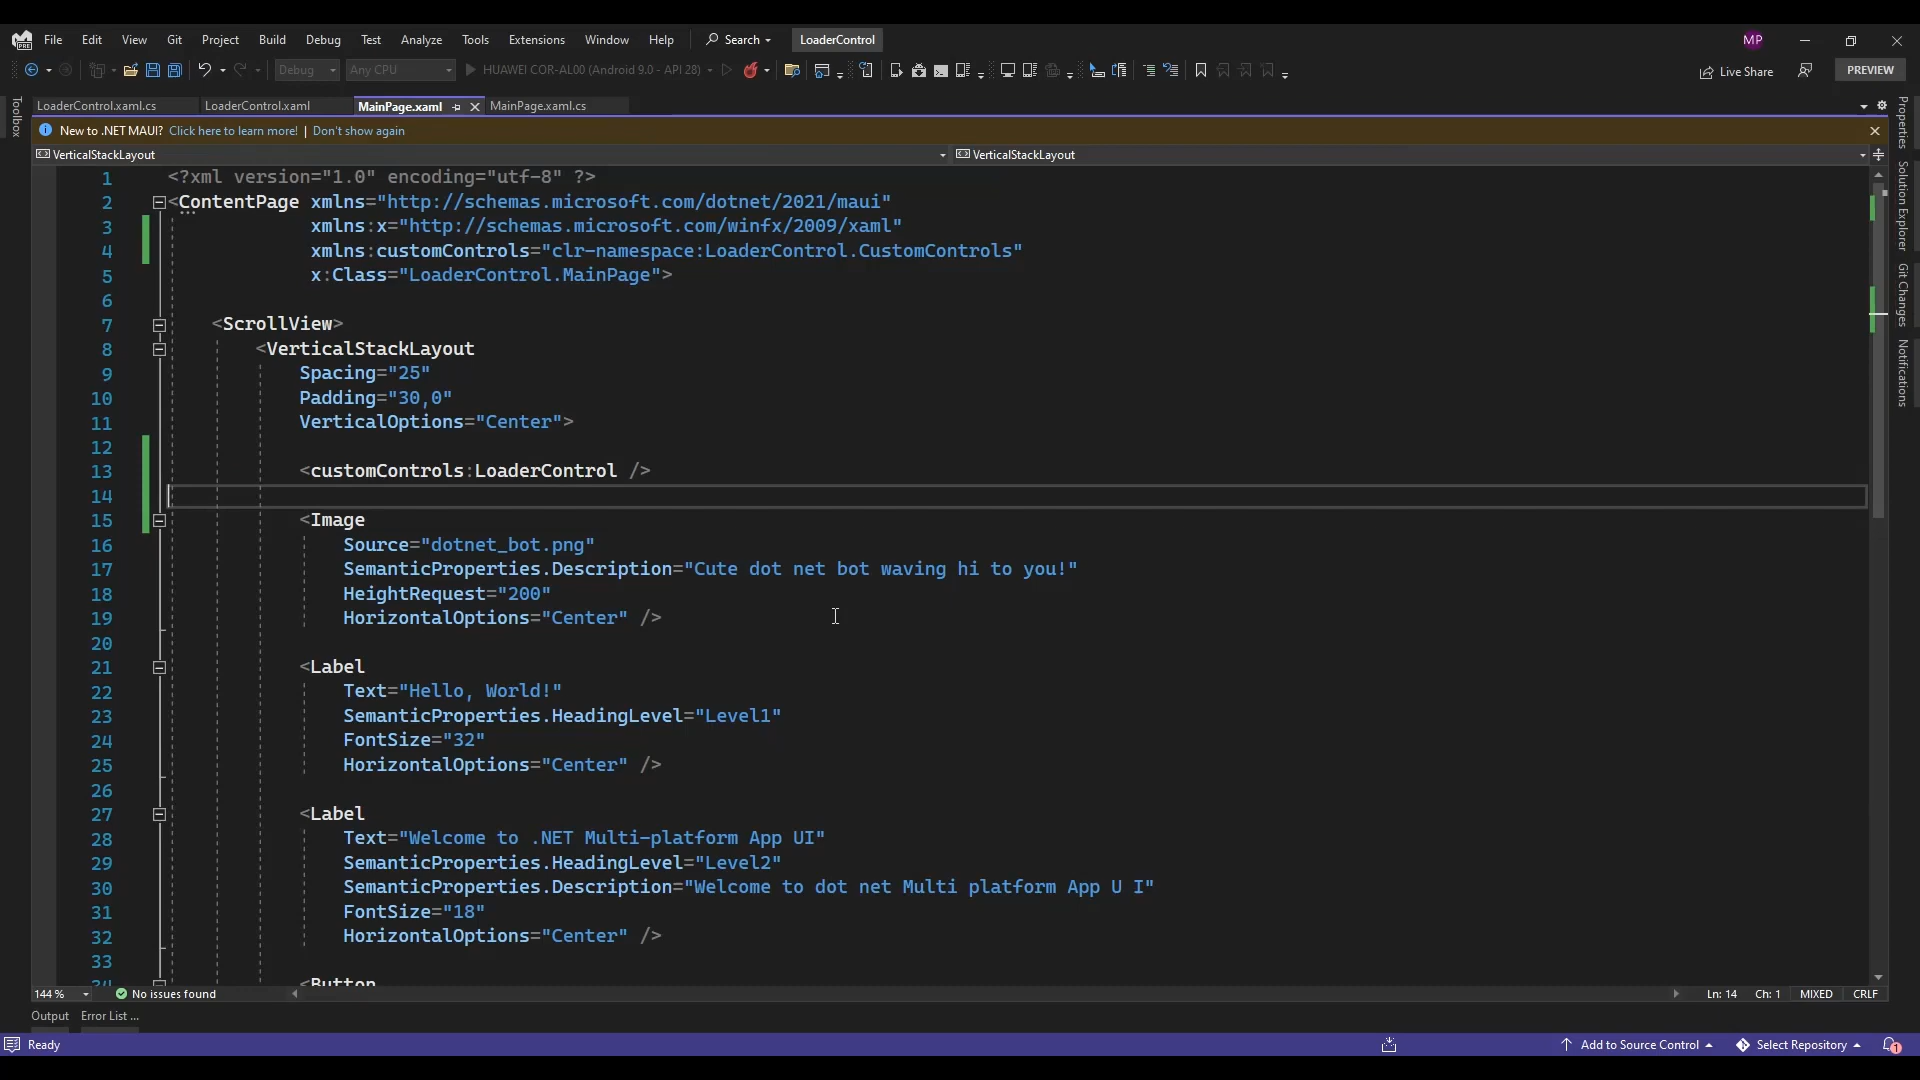 File Edit View Git Project Build Debug Test Analyze Tools Extensions Window Help Search LoaderControl MP
Debug Any CPU HUAWEI COR-AL00 (Android 9.0 - API 28) Live Share PREVIEW
Toolbox
LoaderControl.xaml.cs LoaderControl.xaml MainPage.xaml MainPage.xaml.cs
New to .NET MAUI? Click here to learn more! | Don't show again
VerticalStackLayout VerticalStackLayout
1 <?xml version="1.0" encoding="utf-8" ?>
2 <ContentPage xmlns="http://schemas.microsoft.com/dotnet/2021/maui"
3 xmlns:x="http://schemas.microsoft.com/winfx/2009/xaml"
4 xmlns:customControls="clr-namespace:LoaderControl.CustomControls"
5 x:Class="LoaderControl.MainPage">
6
7 <ScrollView>
8 <VerticalStackLayout
9 Spacing="25"
10 Padding="30,0"
11 VerticalOptions="Center">
12
13 <customControls:LoaderControl />
14
15 <Image
16 Source="dotnet_bot.png"
17 SemanticProperties.Description="Cute dot net bot waving hi to you!"
18 HeightRequest="200"
19 HorizontalOptions="Center" />
20
21 <Label
22 Text="Hello, World!"
23 SemanticProperties.HeadingLevel="Level1"
24 FontSize="32"
25 HorizontalOptions="Center" />
26
27 <Label
28 Text="Welcome to .NET Multi-platform App UI"
29 SemanticProperties.HeadingLevel="Level2"
30 SemanticProperties.Description="Welcome to dot net Multi platform App U I"
31 FontSize="18"
32 HorizontalOptions="Center" />
33
34 <Button
Properties
Solution Explorer
Git Changes
Notifications
144 % No issues found Ln: 14 Ch: 1 MIXED CRLF
Output Error List ...
Ready Add to Source Control Select Repository 1